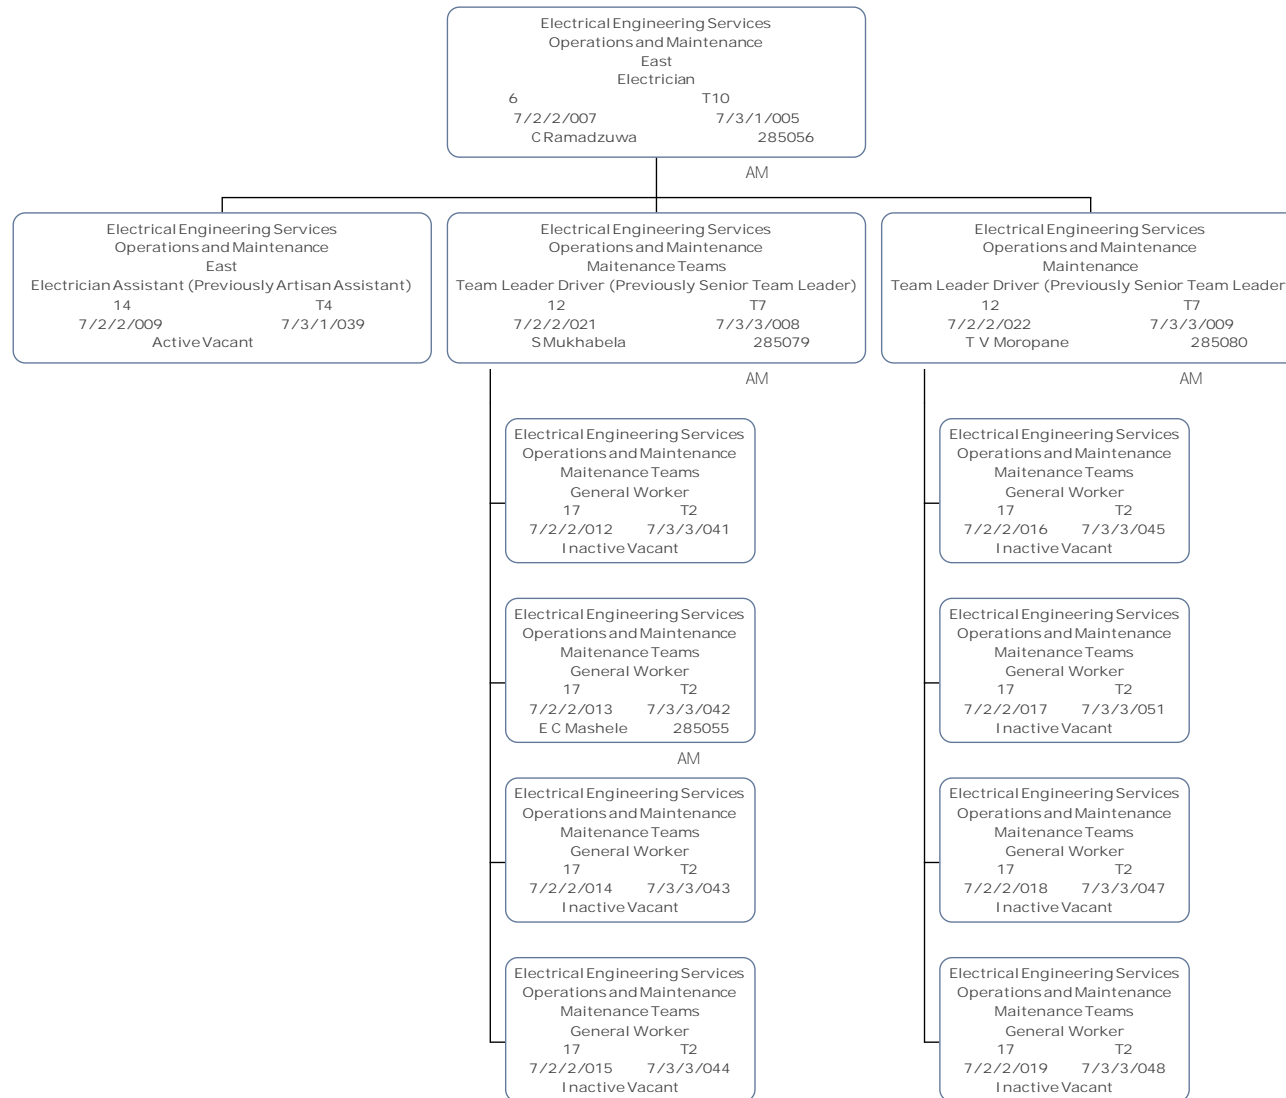 Electrical Engineering Services
Operations and Maintenance
East
Electrician
6 T10
7/2/2/007 7/3/1/005
C Ramadzuwa 285056
AM
Electrical Engineering Services
Operations and Maintenance
East
Electrician Assistant (Previously Artisan Assistant)
14 T4
7/2/2/009 7/3/1/039
Active Vacant
Electrical Engineering Services
Operations and Maintenance
Maitenance Teams
Team Leader Driver (Previously Senior Team Leader)
12 T7
7/2/2/021 7/3/3/008
S Mukhabela 285079
AM
Electrical Engineering Services
Operations and Maintenance
Maintenance
Team Leader Driver (Previously Senior Team Leader
12 T7
7/2/2/022 7/3/3/009
T V Moropane 285080
AM
Electrical Engineering Services
Operations and Maintenance
Maitenance Teams
General Worker
17 T2
7/2/2/012 7/3/3/041
Inactive Vacant
Electrical Engineering Services
Operations and Maintenance
Maitenance Teams
General Worker
17 T2
7/2/2/013 7/3/3/042
E C Mashele 285055
AM
Electrical Engineering Services
Operations and Maintenance
Maitenance Teams
General Worker
17 T2
7/2/2/014 7/3/3/043
Inactive Vacant
Electrical Engineering Services
Operations and Maintenance
Maitenance Teams
General Worker
17 T2
7/2/2/015 7/3/3/044
Inactive Vacant
Electrical Engineering Services
Operations and Maintenance
Maitenance Teams
General Worker
17 T2
7/2/2/016 7/3/3/045
Inactive Vacant
Electrical Engineering Services
Operations and Maintenance
Maitenance Teams
General Worker
17 T2
7/2/2/017 7/3/3/051
Inactive Vacant
Electrical Engineering Services
Operations and Maintenance
Maitenance Teams
General Worker
17 T2
7/2/2/018 7/3/3/047
Inactive Vacant
Electrical Engineering Services
Operations and Maintenance
Maitenance Teams
General Worker
17 T2
7/2/2/019 7/3/3/048
Inactive Vacant